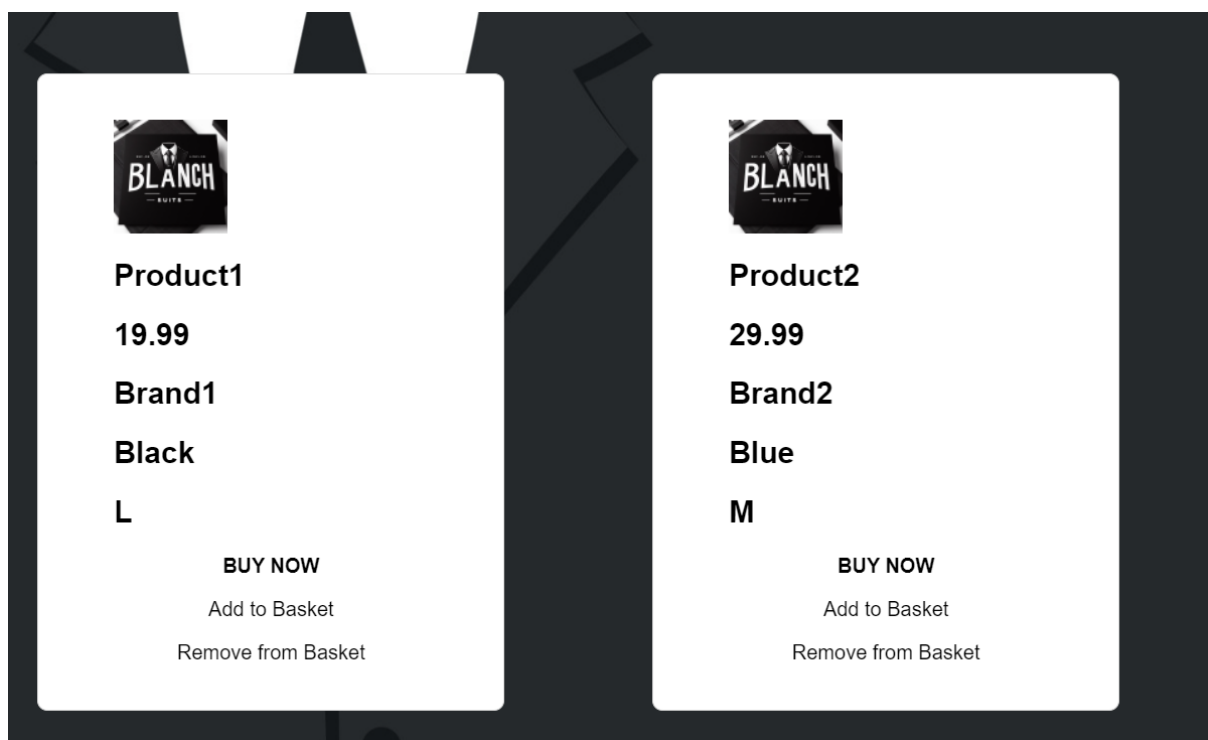 BLANCH
SUITS
Product1
19.99
Brand1
Black
L
BUY NOW
Add to Basket
Remove from Basket
BLANCH
SUITS
Product2
29.99
Brand2
Blue
M
BUY NOW
Add to Basket
Remove from Basket